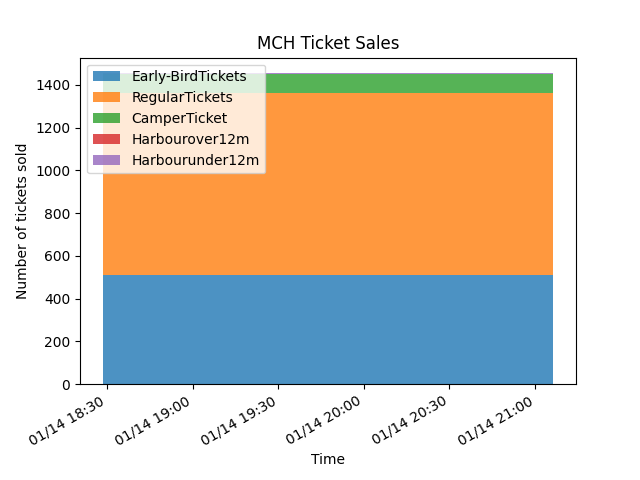 MCH Ticket Sales
Early-BirdTickets
RegularTickets
CamperTicket
Harbourover12m
Harbourunder12m
Number of tickets sold
1400
1200
1000
800
600
400
200
0
01/14 18:30
01/14 19:00
01/14 19:30
01/14 20:00
01/14 20:30
01/14 21:00
Time